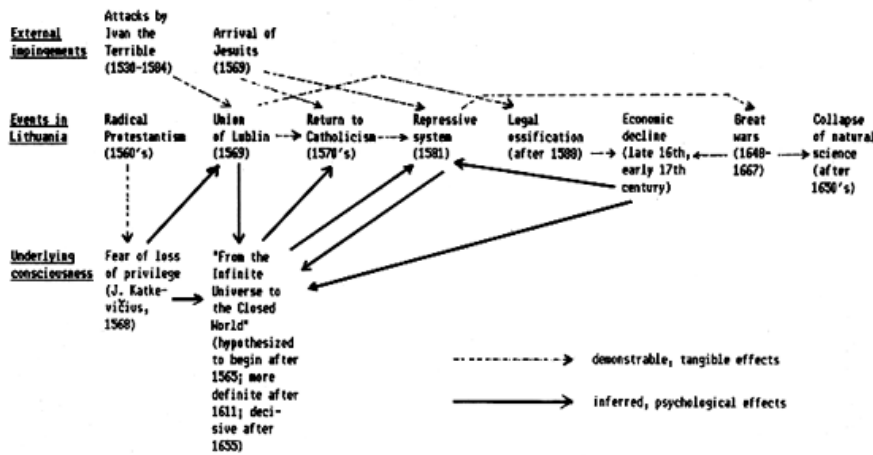 External
impingements
Attacks by
Ivan the
Terrible
(1530-1584)
Arrival of
Jesuits
(1569)
Events in
Lithuania
Radical
Protestantism
(1560's)
Union
of Lublin
(1569)
Return to
Catholicism
(1570's)
Repressive
system
(1581)
Legal
ossification
(after 1588)
Economic
decline
(late 16th,
early 17th
century)
Great
wars
(1648-
1667)
Collapse
of natural
science
(after
1650's)
Underlying
consciousness
Fear of loss
of privilege
(J. Katke-
vičius,
1568)
"From the
Infinite
Universe to
the Closed
World"
(hypothesized
to begin after
1565; more
definite after
1611; deci-
sive after
1655)
demonstrable, tangible effects
inferred, psychological effects